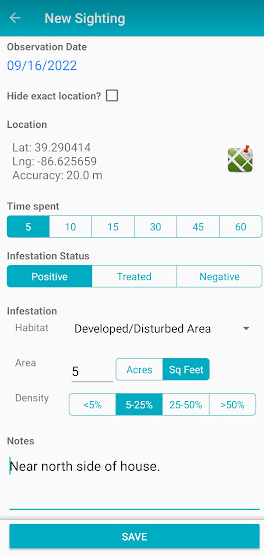 New Sighting
Observation Date
09/16/2022
Hide exact location?
Location
Lat: 39.290414
Lng: -86.625659
Accuracy: 20.0 m
Time spent
5 10 15 30 45 60
Infestation Status
Positive Treated Negative
Infestation
Habitat Developed/Disturbed Area
Area 5 Acres Sq Feet
Density <5% 5-25% 25-50% >50%
Notes
Near north side of house.
SAVE